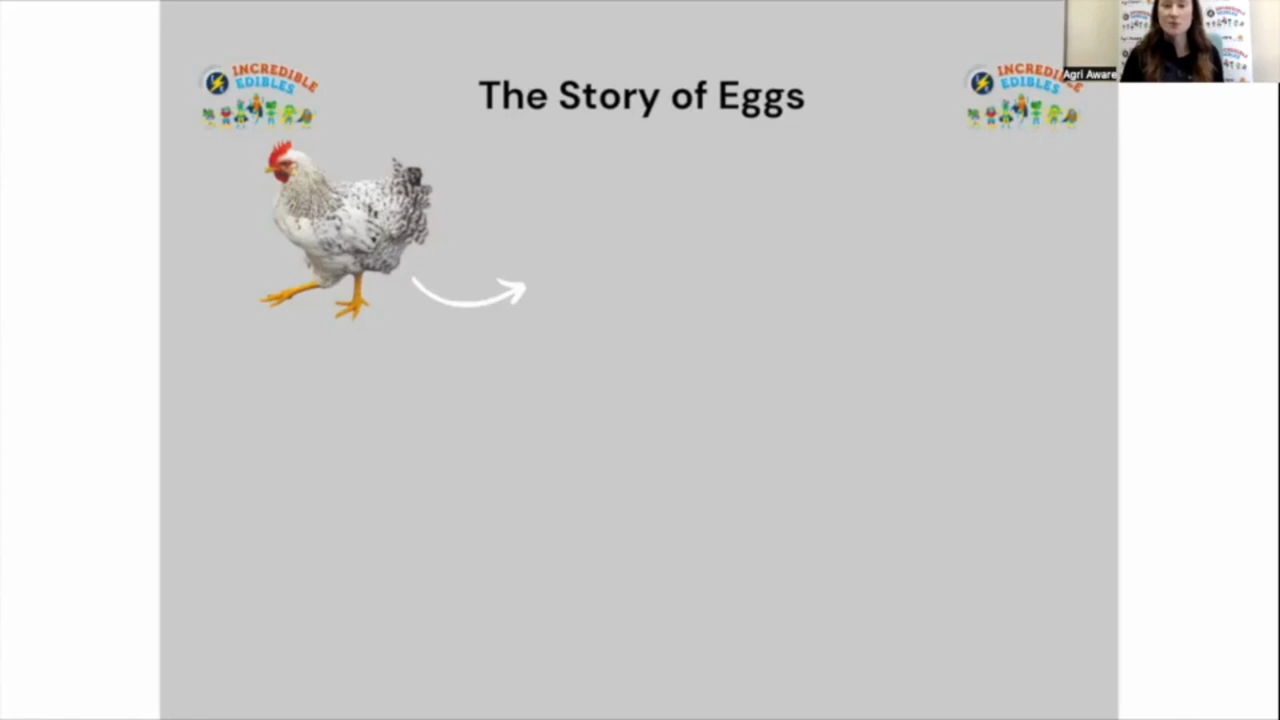 INCREDIBLE
EDIBLES
The Story of Eggs
INCREDIBLE
EDIBLES
Agri Aware